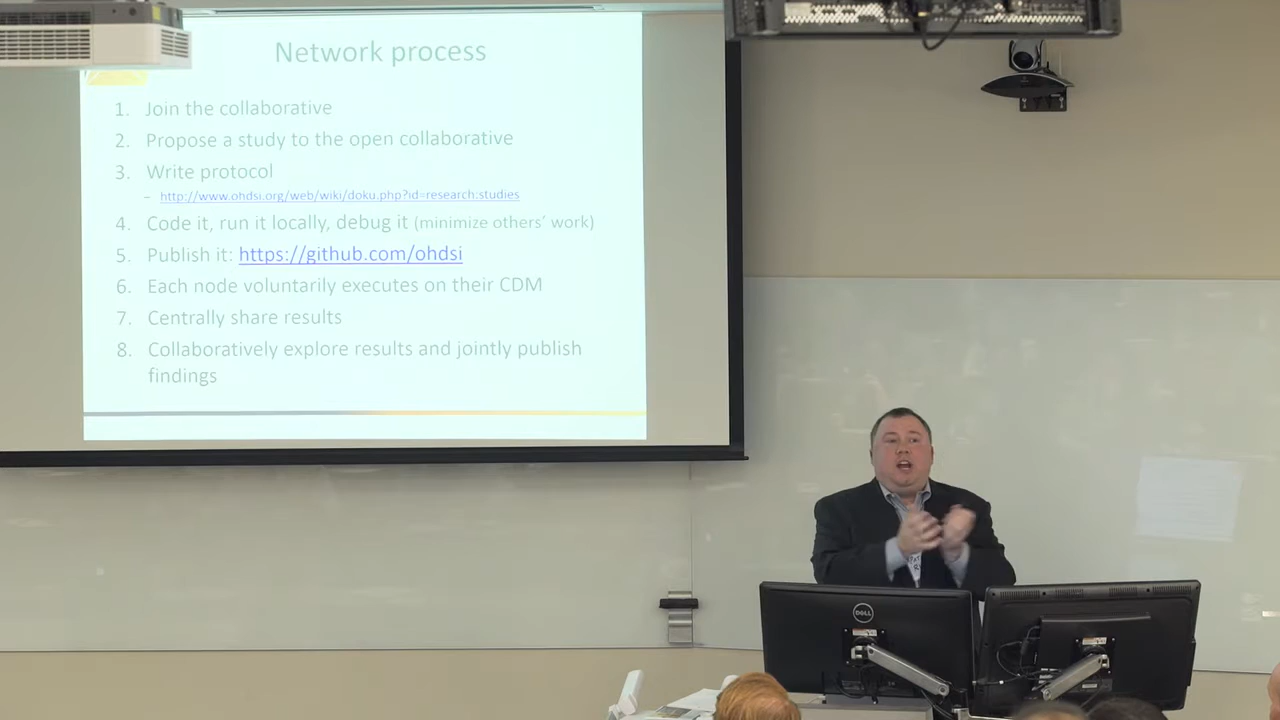 Network process
1. Join the collaborative
2. Propose a study to the open collaborative
3. Write protocol
– http://www.ohdsi.org/web/wiki/doku.php?id=research:studies
4. Code it, run it locally, debug it (minimize others' work)
5. Publish it: https://github.com/ohdsi
6. Each node voluntarily executes on their CDM
7. Centrally share results
8. Collaboratively explore results and jointly publish
findings
DELL